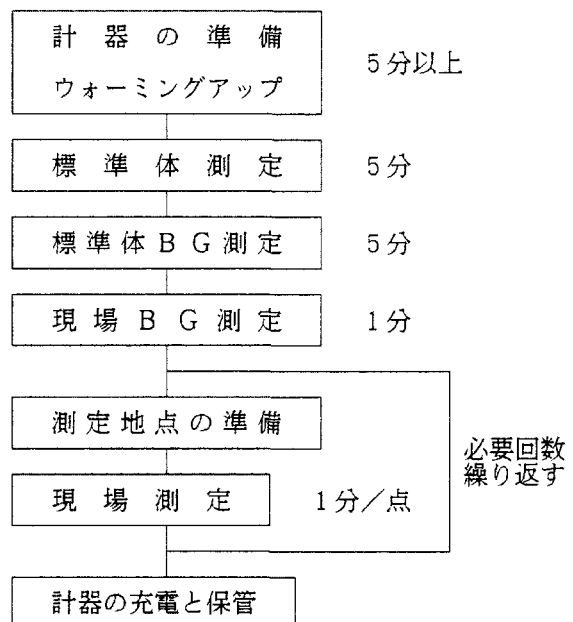 計器の準備
ウォーミングアップ
5分以上
標準体測定
5分
標準体BG測定
5分
現場BG測定
1分
測定地点の準備
現場測定
1分／点
必要回数
繰り返す
計器の充電と保管